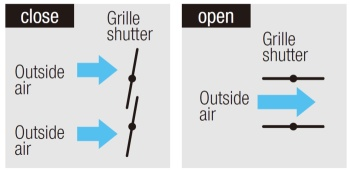 close
Grille
shutter
Outside
air
Outside
air
open
Grille
shutter
Outside
air